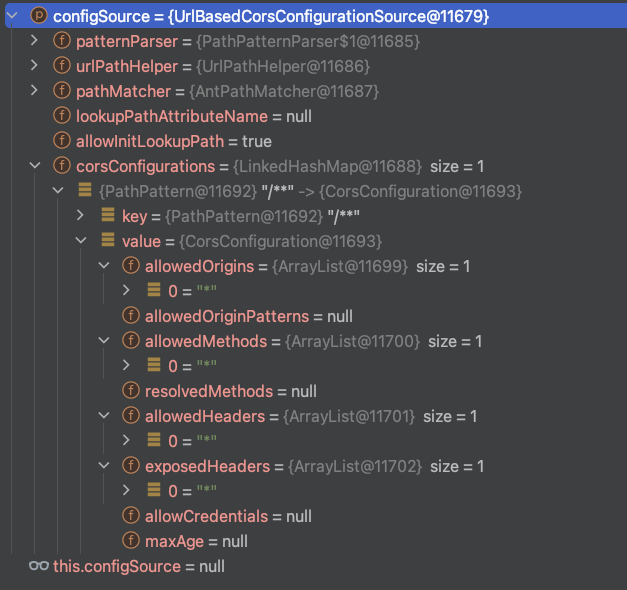 configSource = {UrlBasedCorsConfigurationSource@11679}
patternParser = {PathPatternParser$1@11685}
urlPathHelper = {UrlPathHelper@11686}
pathMatcher = {AntPathMatcher@11687}
lookupPathAttributeName = null
allowInitLookupPath = true
corsConfigurations = {LinkedHashMap@11688} size = 1
{PathPattern@11692} "/**" -> {CorsConfiguration@11693}
key = {PathPattern@11692} "/**"
value = {CorsConfiguration@11693}
allowedOrigins = {ArrayList@11699} size = 1
0 = "*"
allowedOriginPatterns = null
allowedMethods = {ArrayList@11700} size = 1
0 = "*"
resolvedMethods = null
allowedHeaders = {ArrayList@11701} size = 1
0 = "*"
exposedHeaders = {ArrayList@11702} size = 1
0 = "*"
allowCredentials = null
maxAge = null
this.configSource = null